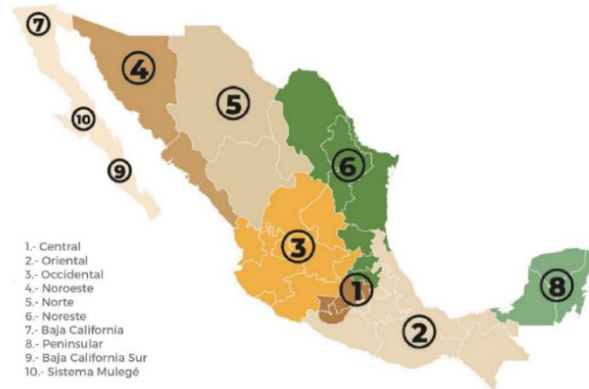 7
4
5
10
6
9
3
1
8
2
1.- Central
2.- Oriental
3.- Occidental
4.- Noroeste
5.- Norte
6.- Noreste
7.- Baja California
8.- Peninsular
9.- Baja California Sur
10.- Sistema Mulegé